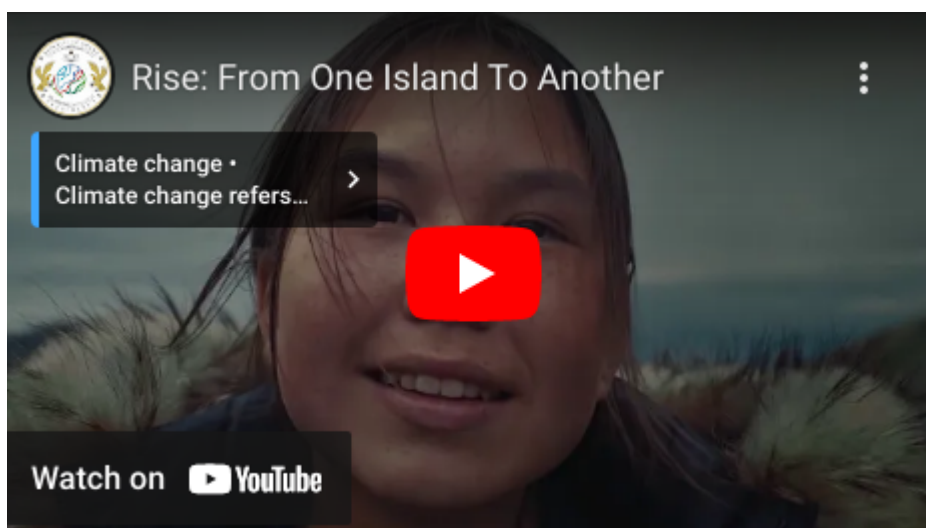 Rise: From One Island To Another
Climate change •
Climate change refers...
Watch on YouTube